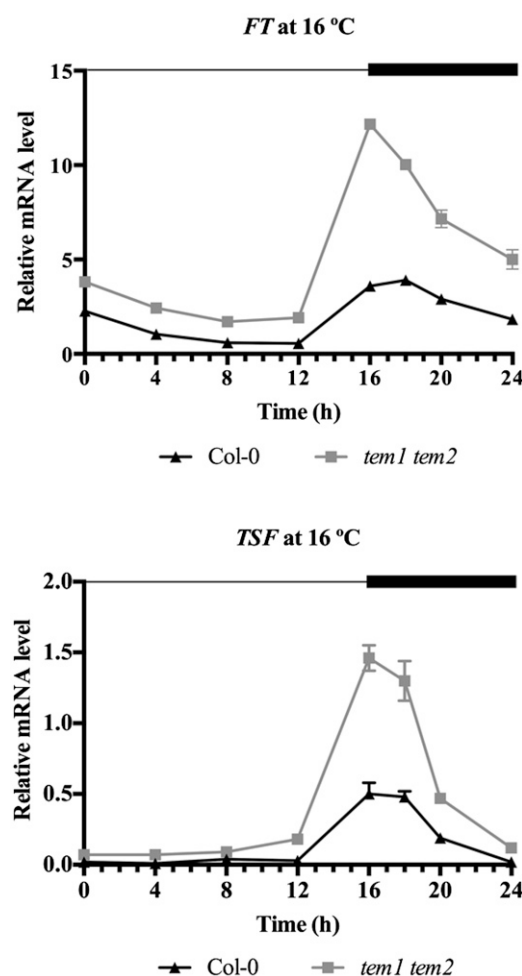 FT at 16 ºC
15
10
5
0
Relative mRNA level
0 4 8 12 16 20 24
Time (h)
Col-0 tem1 tem2
TSF at 16 ºC
2.0
1.5
1.0
0.5
0.0
Relative mRNA level
0 4 8 12 16 20 24
Time (h)
Col-0 tem1 tem2